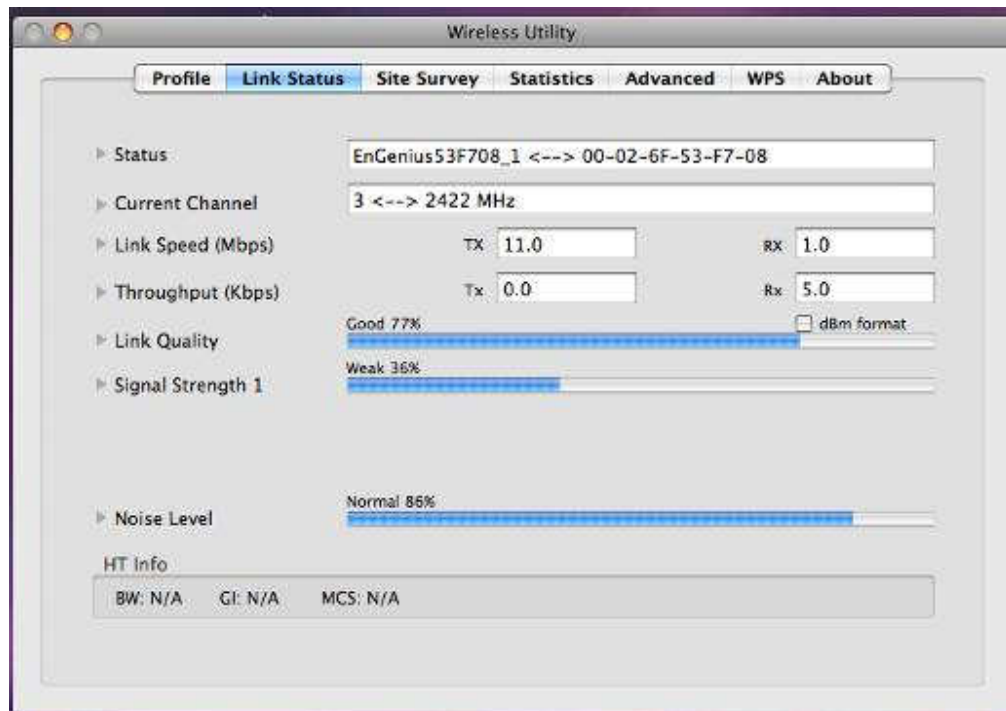 Wireless Utility
Profile Link Status Site Survey Statistics Advanced WPS About
Status EnGenius53F708_1 <--> 00-02-6F-53-F7-08
Current Channel 3 <--> 2422 MHz
Link Speed (Mbps) TX 11.0 RX 1.0
Throughput (Kbps) Tx 0.0 Rx 5.0
Good 77% dBm format
Link Quality
Weak 36%
Signal Strength 1
Normal 86%
Noise Level
HT Info
BW: N/A GI: N/A MCS: N/A